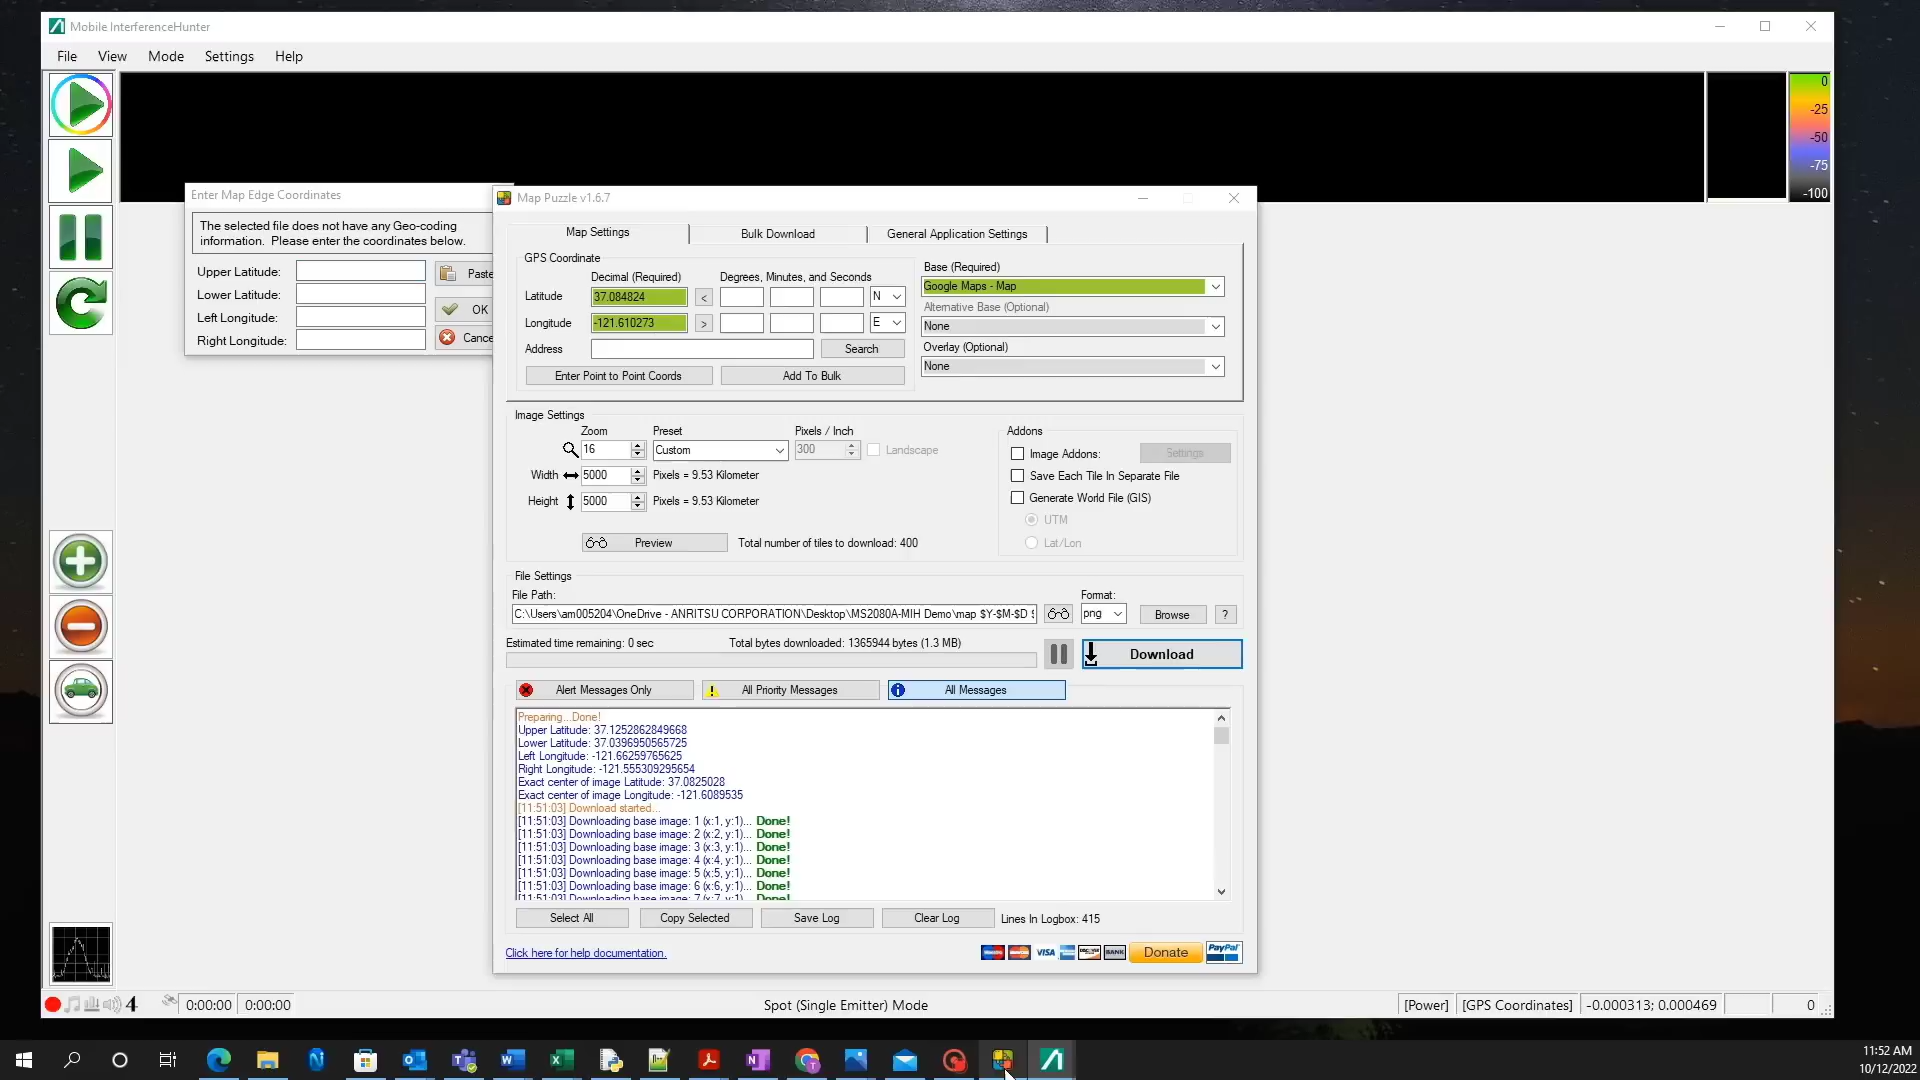 Mobile InterferenceHunter
File View Mode Settings Help
0
-25
-50
-75
-100
Enter Map Edge Coordinates
The selected file does not have any Geo-coding
information. Please enter the coordinates below.
Upper Latitude:
Lower Latitude:
Left Longitude:
Right Longitude:
Paste
OK
Cance
Map Puzzle v1.6.7
Map Settings Bulk Download General Application Settings
GPS Coordinate
Decimal (Required) Degrees, Minutes, and Seconds
Latitude 37.084824 < N
Longitude -121.610273 > E
Address Search
Enter Point to Point Coords Add To Bulk
Base (Required)
Google Maps - Map
Alternative Base (Optional)
None
Overlay (Optional)
None
Image Settings
Zoom Preset Pixels / Inch
16 Custom 300 Landscape
Width 5000 Pixels = 9.53 Kilometer
Height 5000 Pixels = 9.53 Kilometer
Preview Total number of tiles to download: 400
Addons
Image Addons: Settings
Save Each Tile In Separate File
Generate World File (GIS)
UTM
Lat/Lon
File Settings
File Path: Format:
C:\Users\am005204\OneDrive - ANRITSU CORPORATION\Desktop\MS2080A-MIH Demo\map $Y-$M-$D $ png Browse ?
Estimated time remaining: 0 sec Total bytes downloaded: 1365944 bytes (1.3 MB)
Download
Alert Messages Only All Priority Messages All Messages
Preparing...Done!
Upper Latitude: 37.1252862849668
Lower Latitude: 37.0396950565725
Left Longitude: -121.66259765625
Right Longitude: -121.555309295654
Exact center of image Latitude: 37.0825028
Exact center of image Longitude: -121.6089535
[11:51:03] Download started...
[11:51:03] Downloading base image: 1 (x:1, y:1)... Done!
[11:51:03] Downloading base image: 2 (x:2, y:1)... Done!
[11:51:03] Downloading base image: 3 (x:3, y:1)... Done!
[11:51:03] Downloading base image: 4 (x:4, y:1)... Done!
[11:51:03] Downloading base image: 5 (x:5, y:1)... Done!
[11:51:03] Downloading base image: 6 (x:6, y:1)... Done!
[11:51:03] Downloading base image: 7 (x:7, y:1)... Done!
Select All Copy Selected Save Log Clear Log Lines In Logbox: 415
Click here for help documentation. VISA BANK Donate PayPal
4 0:00:00 0:00:00 Spot (Single Emitter) Mode [Power] [GPS Coordinates] -0.000313; 0.000469 0
11:52 AM
10/12/2022